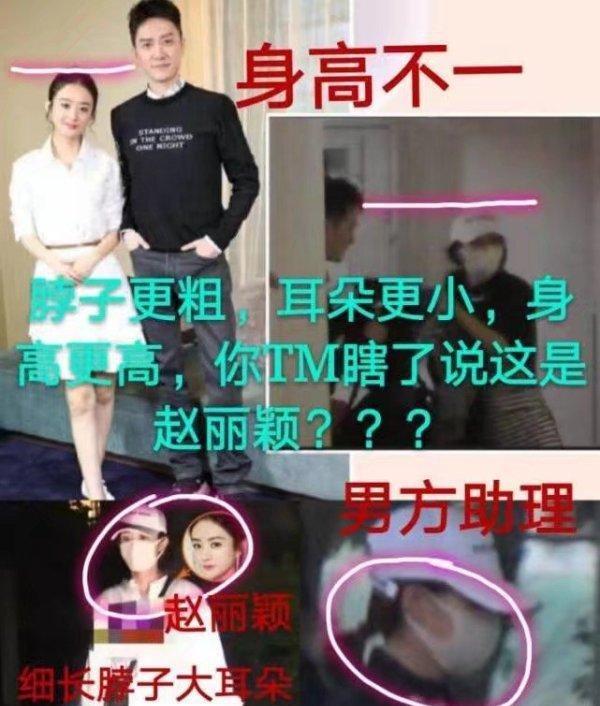 身高不一
STANDING
IN THE CROWD
ONE NIGHT
脖子更粗，耳朵更小，身
高更高，你TM瞎了说这是
赵丽颖？？？
男方助理
赵丽颖
细长脖子大耳朵